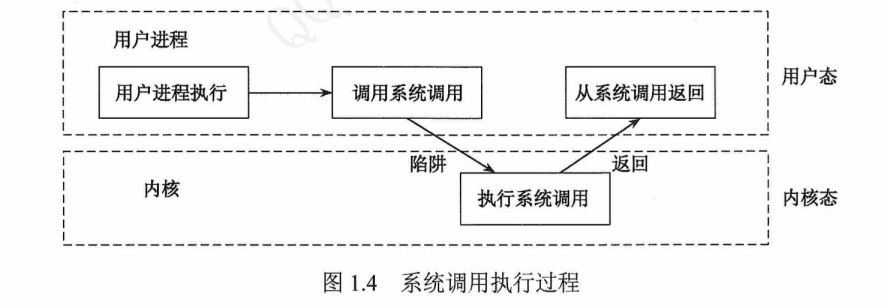 用户进程
用户进程执行
调用系统调用
从系统调用返回
用户态
陷阱
返回
内核
执行系统调用
内核态
图 1.4 系统调用执行过程